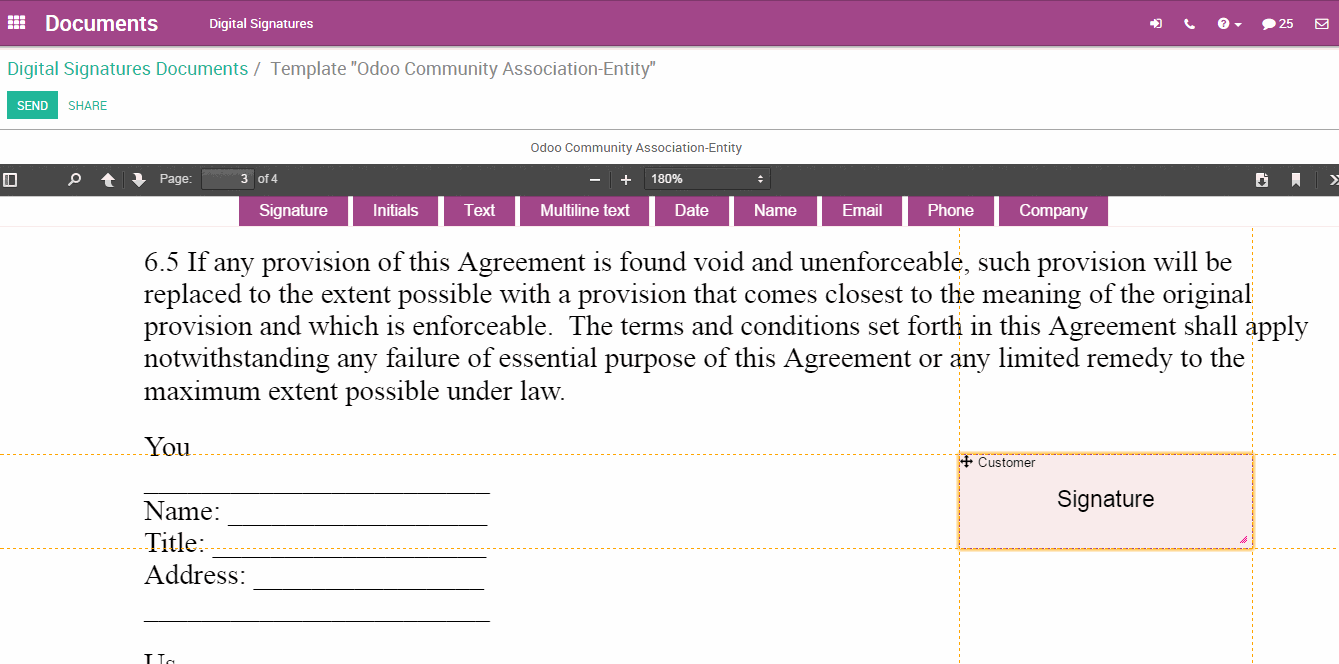 Documents Digital Signatures 25
Digital Signatures Documents / Template "Odoo Community Association-Entity"
SEND SHARE
Odoo Community Association-Entity
Page: 3 of 4 180%
Signature Initials Text Multiline text Date Name Email Phone Company
6.5 If any provision of this Agreement is found void and unenforceable, such provision will be
replaced to the extent possible with a provision that comes closest to the meaning of the original
provision and which is enforceable.  The terms and conditions set forth in this Agreement shall apply
notwithstanding any failure of essential purpose of this Agreement or any limited remedy to the
maximum extent possible under law.
You
Customer
Signature
Name:
Title:
Address:
Us